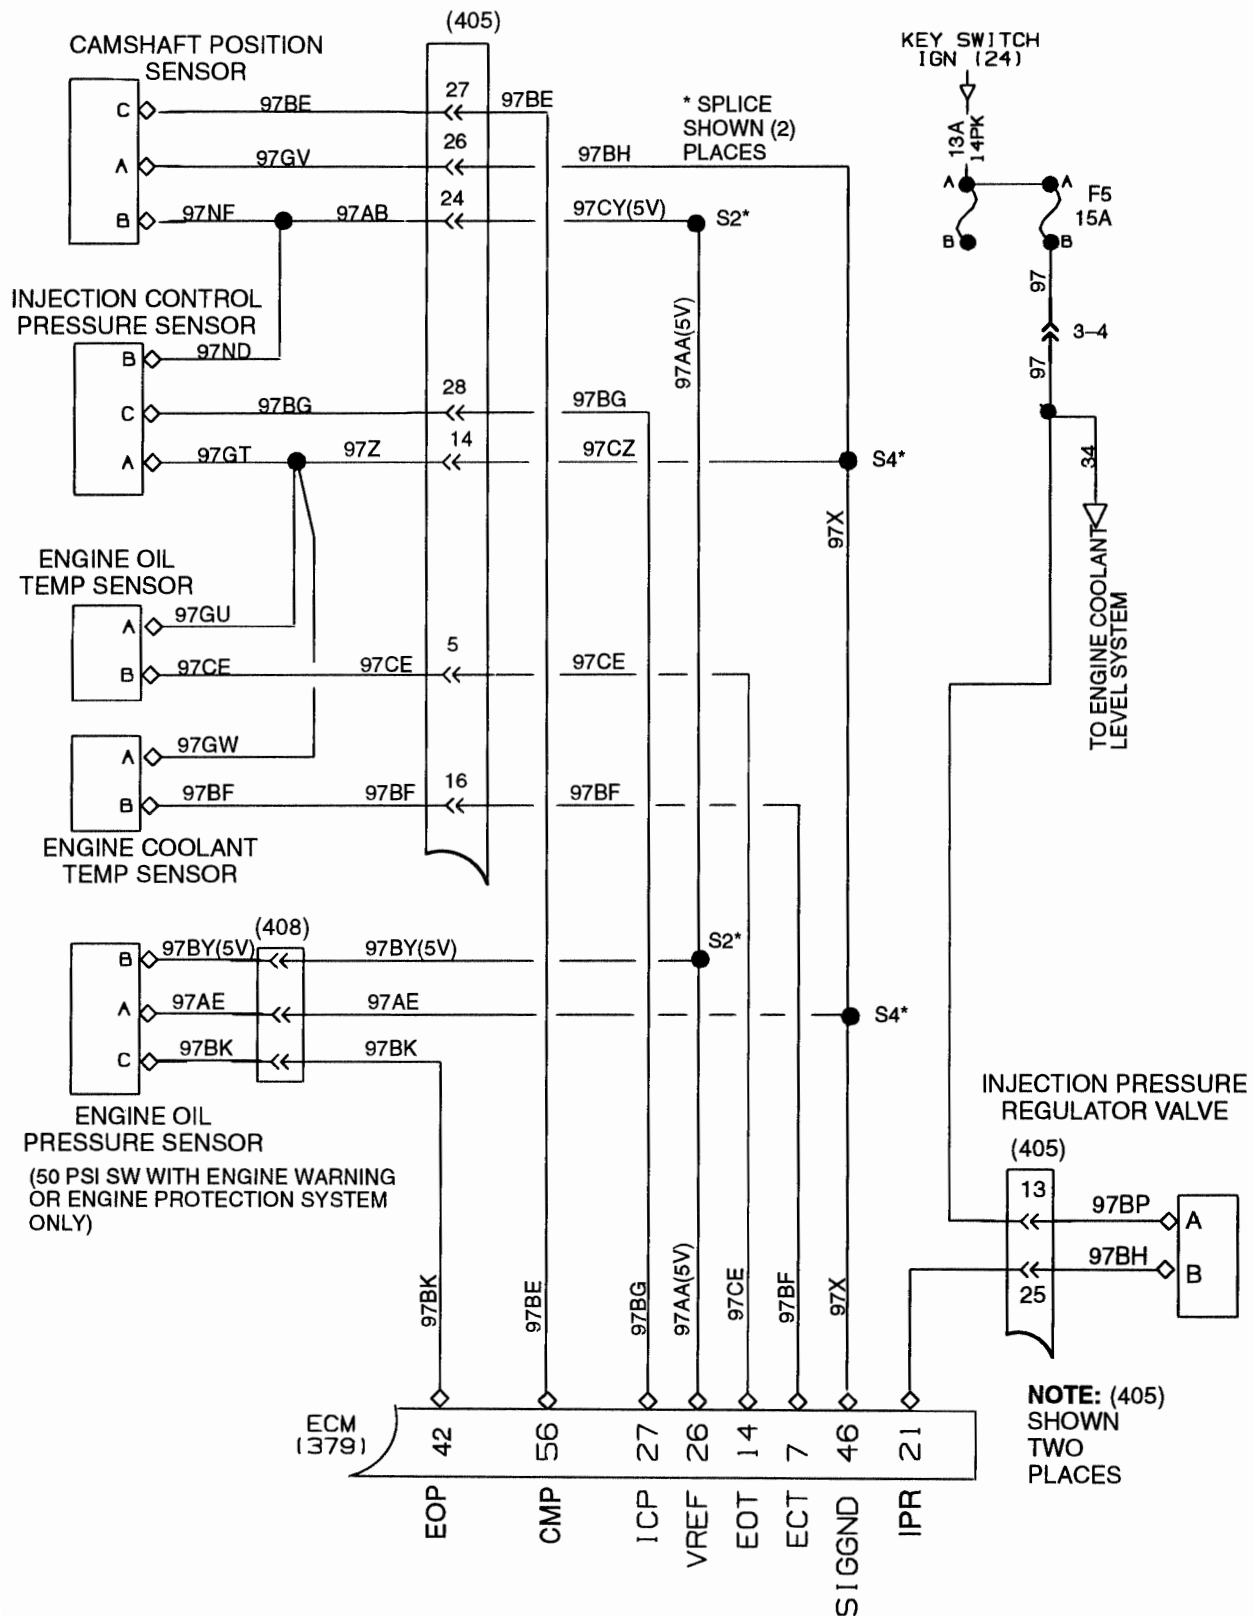 (405)
CAMSHAFT POSITION
SENSOR
KEY SWITCH
IGN (24)
C
97BE
27
97BE
* SPLICE
SHOWN (2)
PLACES
13A
14PK
A
97GV
26
97BH
A
A
F5
15A
B
B
B
97NF
97AB
24
97CY(5V)
S2*
97AA(5V)
97
3-4
97
34
TO ENGINE COOLANT
LEVEL SYSTEM
INJECTION CONTROL
PRESSURE SENSOR
B
97ND
C
97BG
28
97BG
A
97GT
97Z
14
97CZ
S4*
97X
ENGINE OIL
TEMP SENSOR
A
97GU
B
97CE
97CE
5
97CE
A
97GW
B
97BF
97BF
16
97BF
ENGINE COOLANT
TEMP SENSOR
(408)
B
97BY(5V)
97BY(5V)
S2*
A
97AE
97AE
S4*
C
97BK
97BK
ENGINE OIL
PRESSURE SENSOR
(50 PSI SW WITH ENGINE WARNING
OR ENGINE PROTECTION SYSTEM
ONLY)
INJECTION PRESSURE
REGULATOR VALVE
(405)
13
97BP
A
97BH
B
25
97BK
97BE
97BG
97AA(5V)
97CE
97BF
97X
NOTE: (405)
SHOWN
TWO
PLACES
ECM
(379)
42
56
27
26
14
7
46
21
EOP
CMP
ICP
VREF
EOT
ECT
SIGGND
IPR